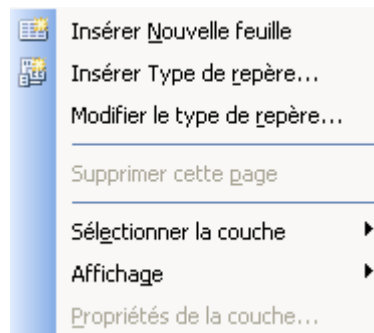 Insérer Nouvelle feuille
Insérer Type de repère...
Modifier le type de repère...
Supprimer cette page
Sélectionner la couche
Affichage
Propriétés de la couche...